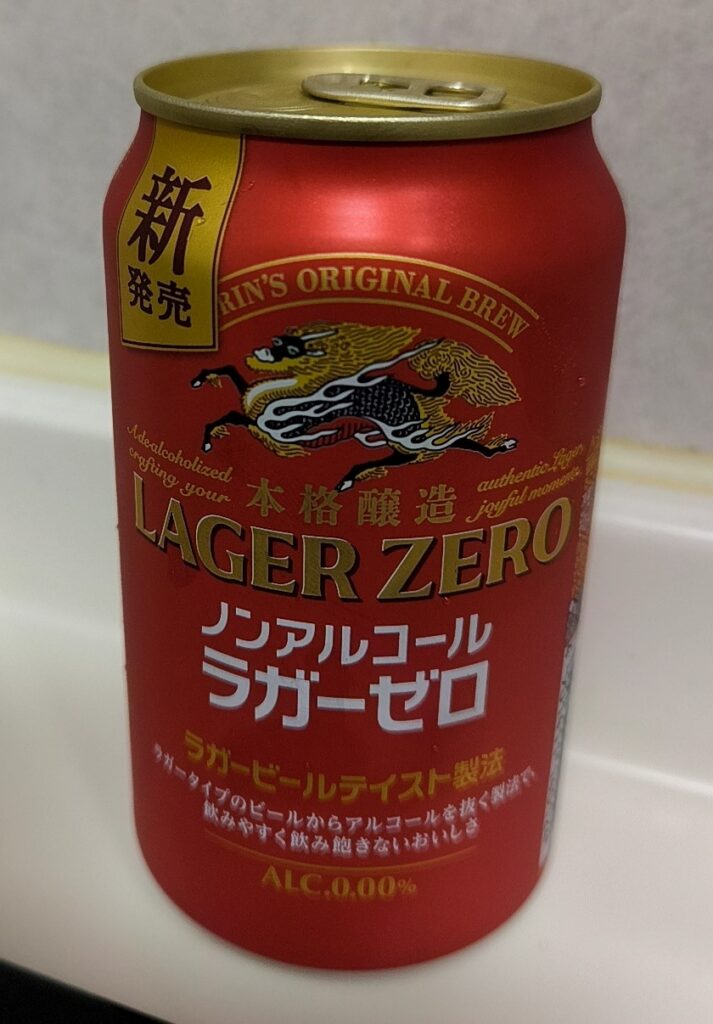 新
発売
RIN'S ORIGINAL BREW
A dealcoholized
crafting your
authentic Lager
joyful moments
本格醸造
LAGER ZERO
ノンアルコール
ラガーゼロ
ラガービールテイスト製法
ラガータイプのビールからアルコールを抜く製法で、
飲みやすく飲み飽きないおいしさ
ALC.0.00%